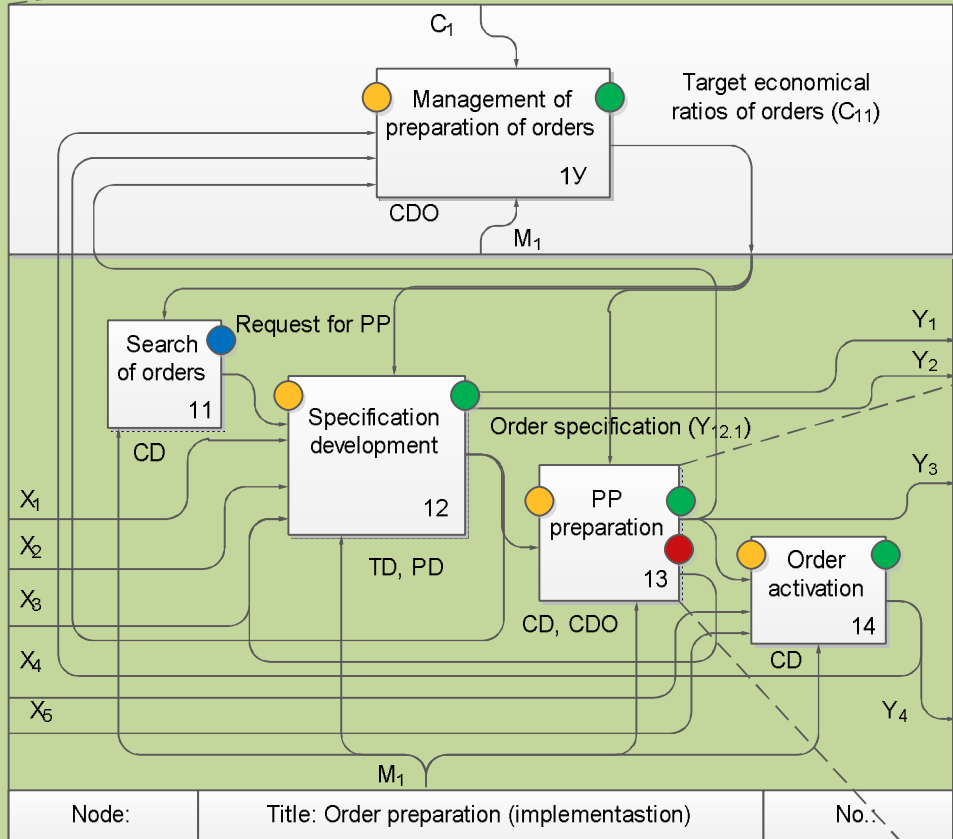 C₁
Management of
preparation of orders
1У
Target economical
ratios of orders (C₁₁)
CDO
M₁
Request for PP
Search
of orders
11
CD
Specification
development
12
TD, PD
Order specification (Y₁₂.₁)
PP
preparation
13
CD, CDO
Order
activation
14
CD
X₁
X₂
X₃
X₄
X₅
Y₁
Y₂
Y₃
Y₄
M₁
Node:
Title: Order preparation (implementastion)
No.: